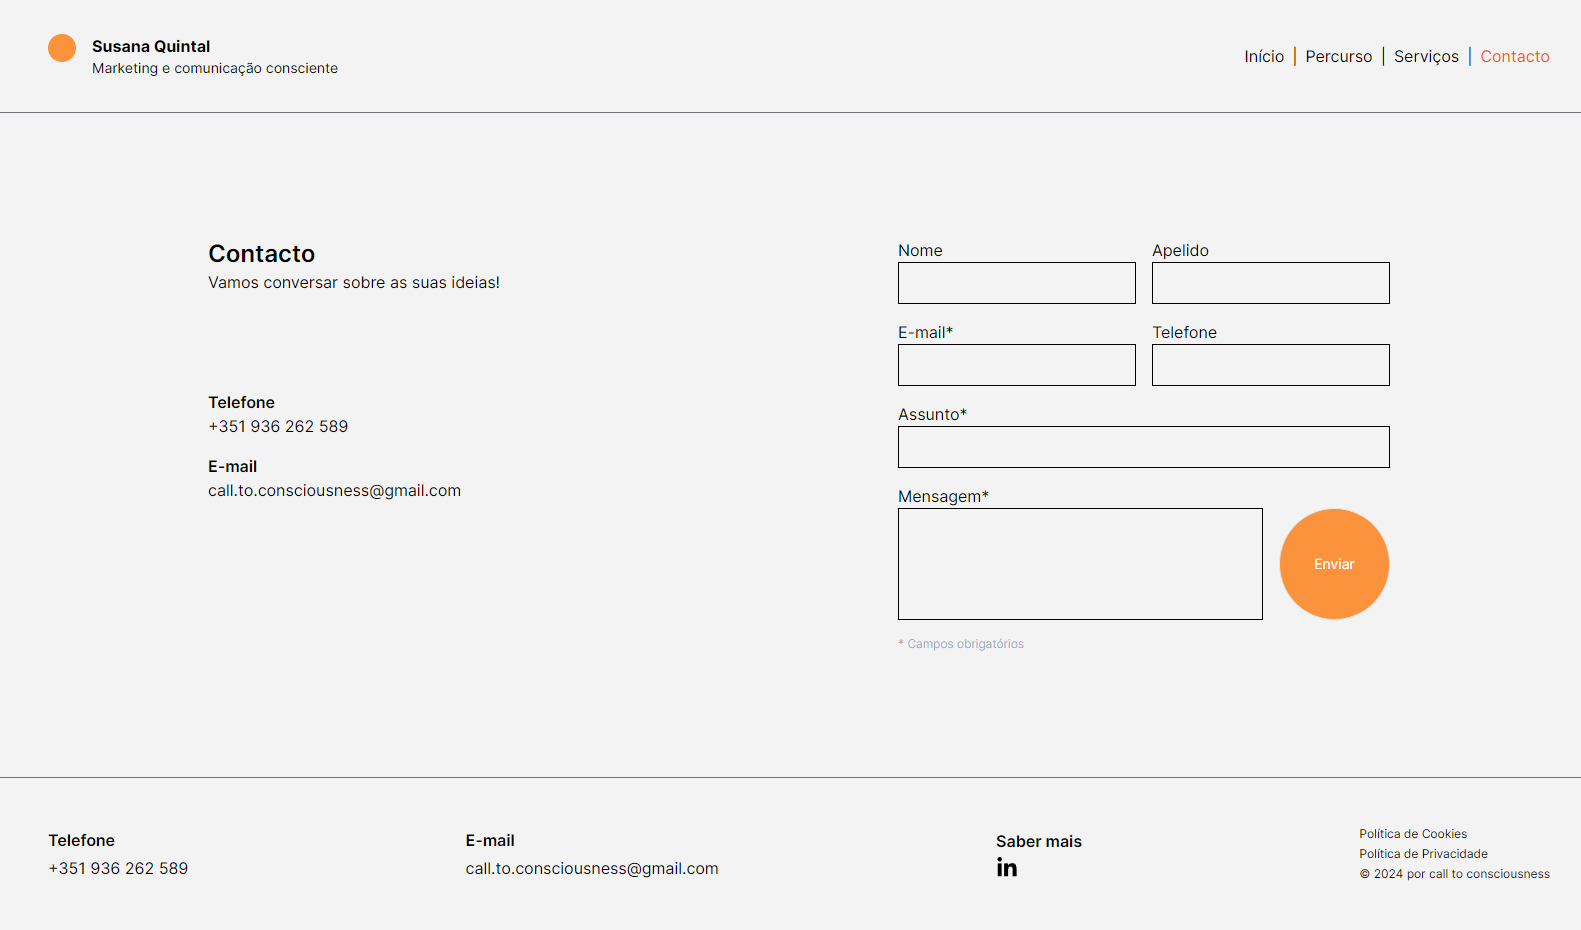 Susana Quintal
Marketing e comunicação consciente
Início | Percurso | Serviços | Contacto
Contacto
Vamos conversar sobre as suas ideias!
Telefone
+351 936 262 589
E-mail
call.to.consciousness@gmail.com
Nome
Apelido
E-mail*
Telefone
Assunto*
Mensagem*
Enviar
* Campos obrigatórios
Telefone
+351 936 262 589
E-mail
call.to.consciousness@gmail.com
Saber mais
in
Política de Cookies
Política de Privacidade
© 2024 por call to consciousness